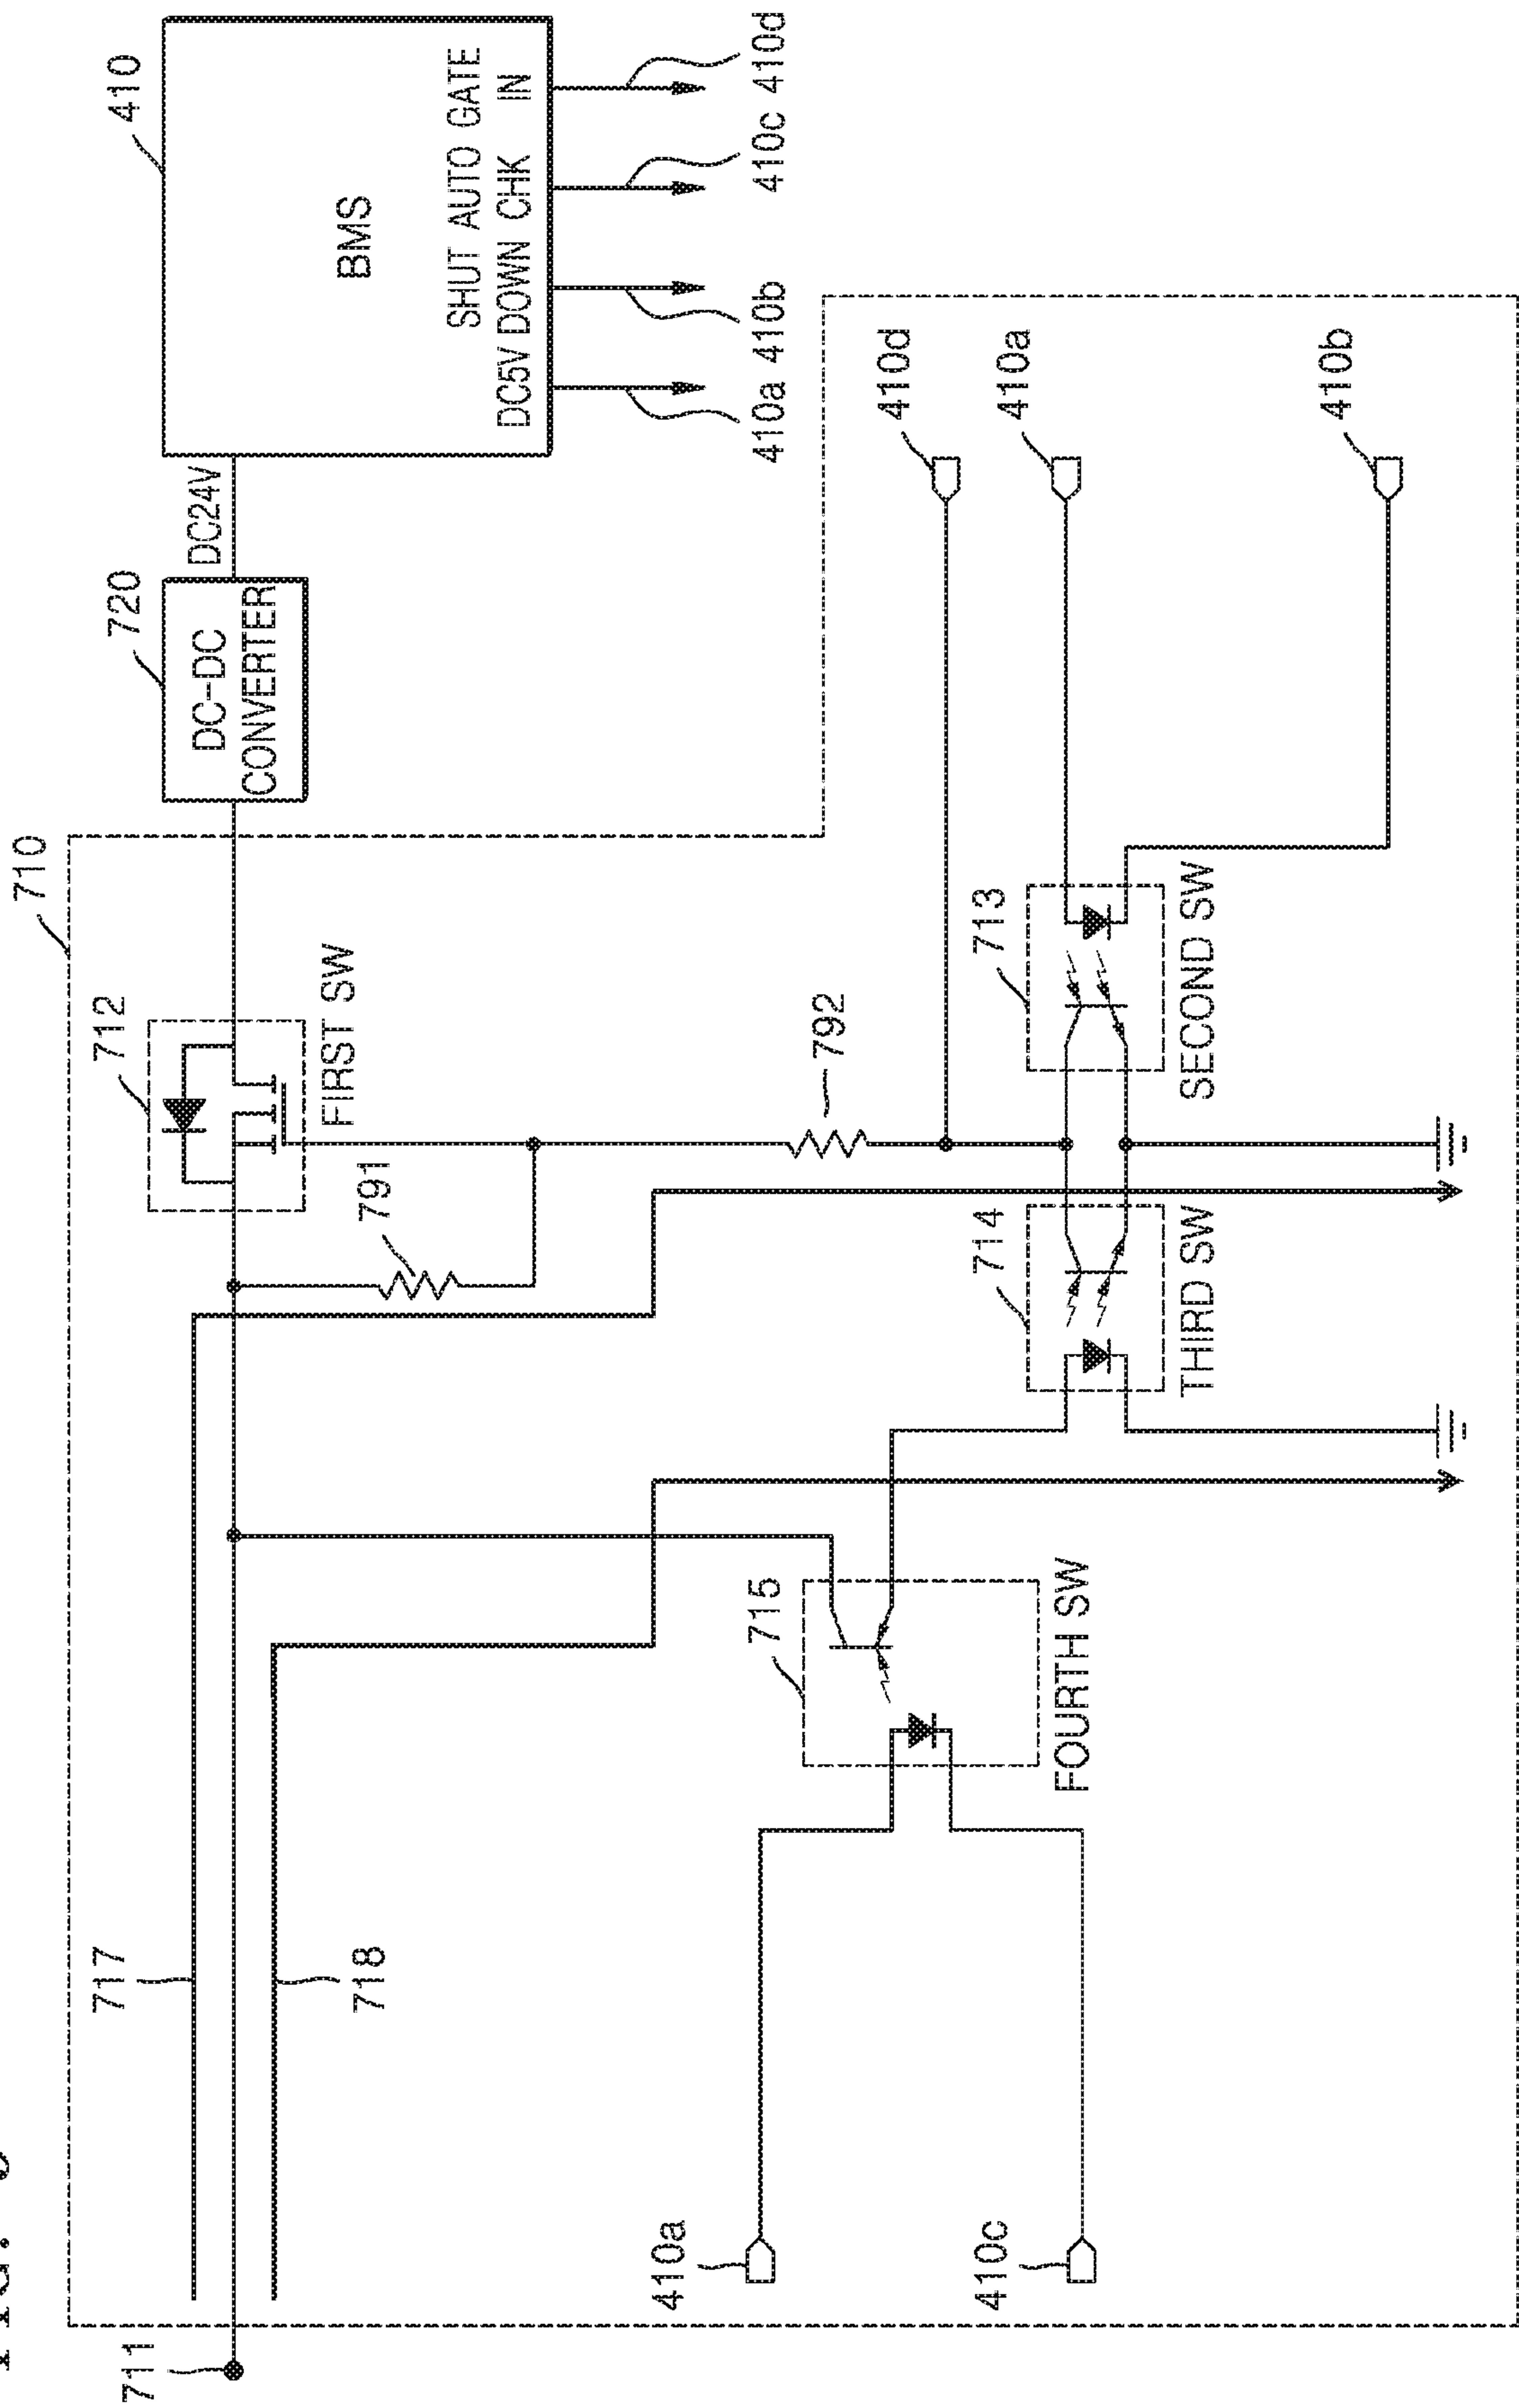 FIG.
710
711
717
712
720
410
DC-DC
CONVERTER
DC24V
BMS
FIRST SW
718
791
SHUT AUTO GATE
DC5V DOWN CHK IN
410a 410b 410c 410d
410a
715
792
410d
410c
714
713
410a
FOURTH SW
THIRD SW
SECOND SW
410b